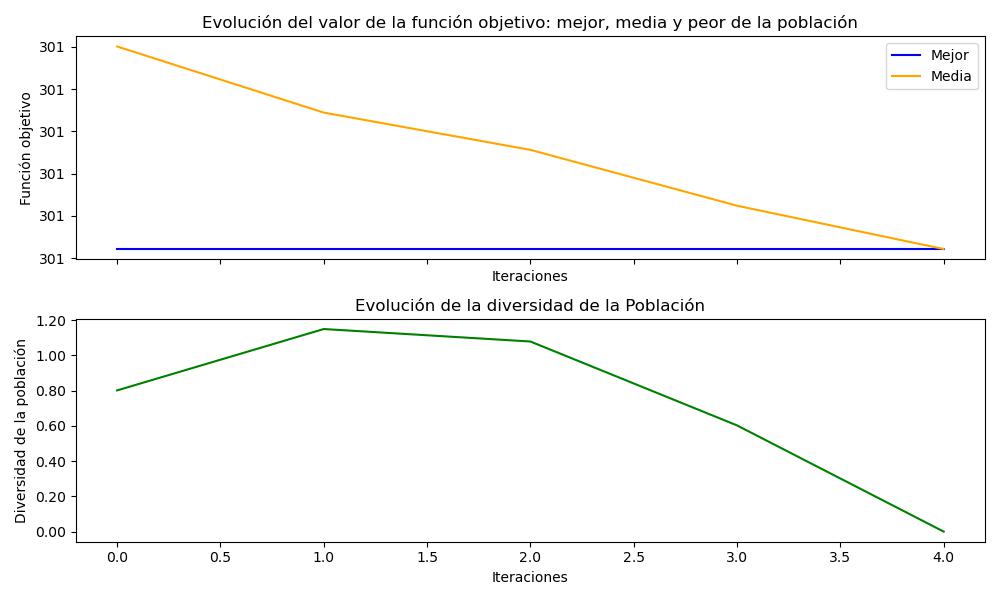 Evolución del valor de la función objetivo: mejor, media y peor de la población
301
301
301
301
301
301
Función objetivo
Mejor
Media
Iteraciones
Evolución de la diversidad de la Población
1.20
1.00
0.80
0.60
0.40
0.20
0.00
Diversidad de la población
0.0 0.5 1.0 1.5 2.0 2.5 3.0 3.5 4.0
Iteraciones